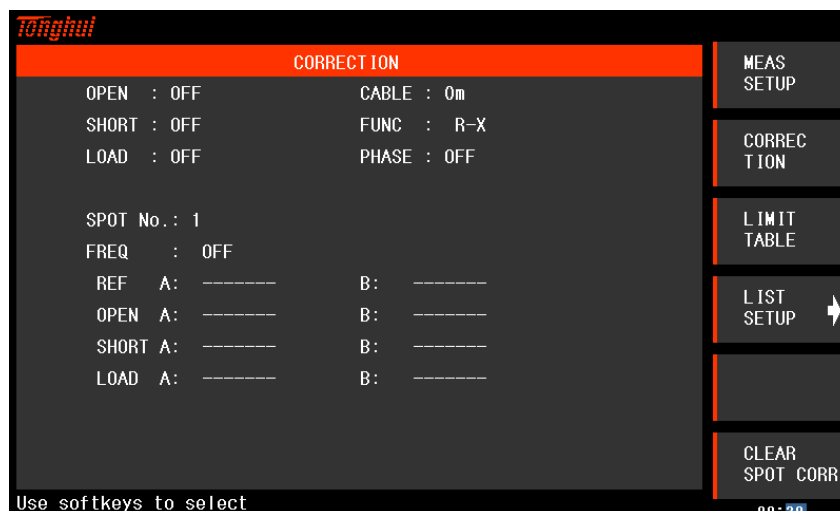 Tonghui
CORRECTION
OPEN : OFF CABLE : 0m
SHORT : OFF FUNC : R-X
LOAD : OFF PHASE : OFF
SPOT No.: 1
FREQ : OFF
REF A: ------- B: -------
OPEN A: ------- B: -------
SHORT A: ------- B: -------
LOAD A: ------- B: -------
Use softkeys to select
MEAS
SETUP
CORREC
TION
LIMIT
TABLE
LIST
SETUP
CLEAR
SPOT CORR